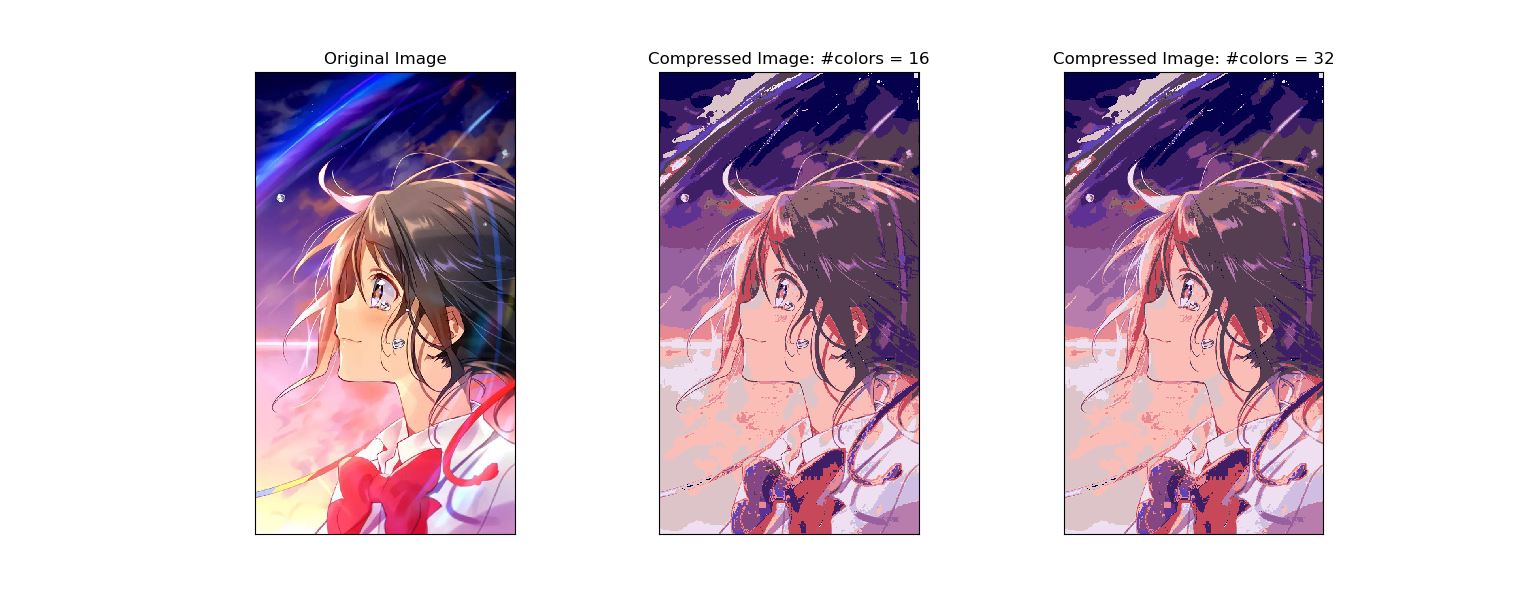 Original Image
Compressed Image: #colors = 16
Compressed Image: #colors = 32